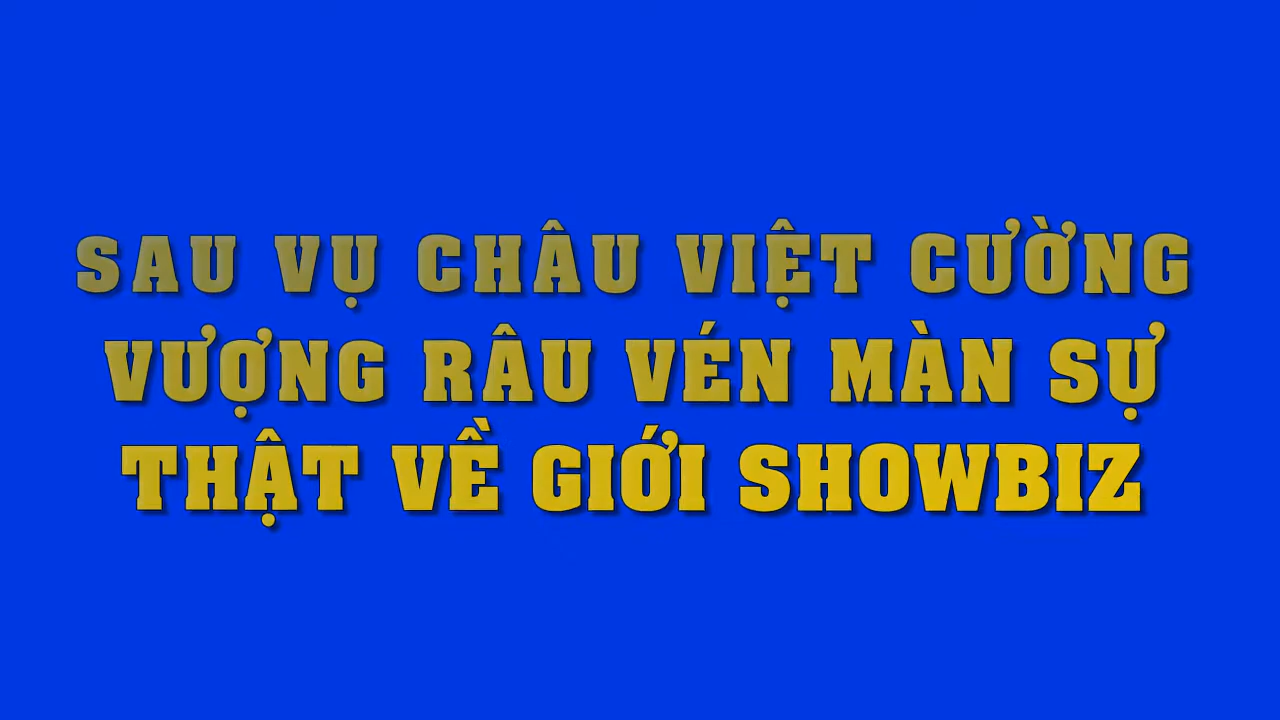 SAU VỤ CHÂU VIỆT CƯỜNG
VƯỢNG RÂU VÉN MÀN SỰ
THẬT VỀ GIỚI SHOWBIZ